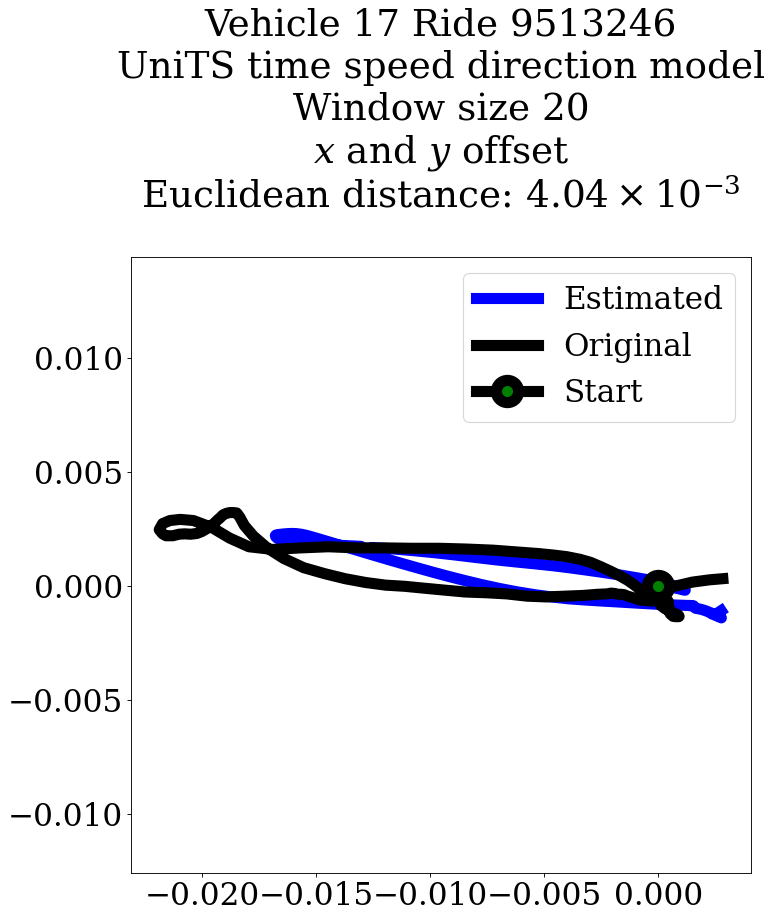 Vehicle 17 Ride 9513246
UniTS time speed direction model
Window size 20
x and y offset
Euclidean distance: 4.04 × 10⁻³
Estimated
Original
Start
0.010
0.005
0.000
−0.005
−0.010
−0.020 −0.015 −0.010 −0.005 0.000